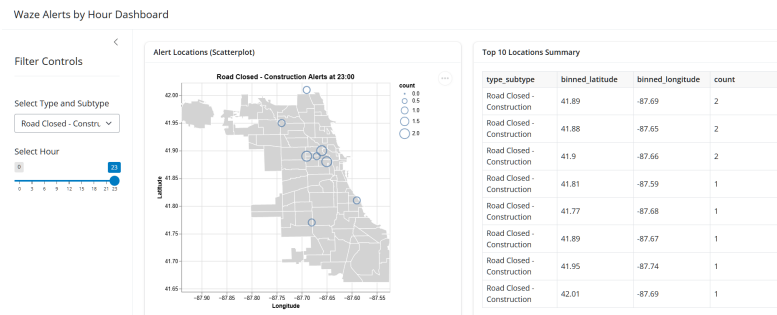 Waze Alerts by Hour Dashboard
Filter Controls
Select Type and Subtype
Road Closed - Constru
Select Hour
0 23
0 3 6 9 12 15 18 21 23
Alert Locations (Scatterplot)
Road Closed - Construction Alerts at 23:00
42.00
41.95
41.90
41.85
41.80
41.75
41.70
41.65
Latitude
−87.90 −87.85 −87.80 −87.75 −87.70 −87.65 −87.60 −87.55
Longitude
count
0.0
0.5
1.0
1.5
2.0
Top 10 Locations Summary
type_subtype binned_latitude binned_longitude count
Road Closed -
Construction 41.89 -87.69 2
Road Closed -
Construction 41.88 -87.65 2
Road Closed -
Construction 41.9 -87.66 2
Road Closed -
Construction 41.81 -87.59 1
Road Closed -
Construction 41.77 -87.68 1
Road Closed -
Construction 41.89 -87.67 1
Road Closed -
Construction 41.95 -87.74 1
Road Closed -
Construction 42.01 -87.69 1